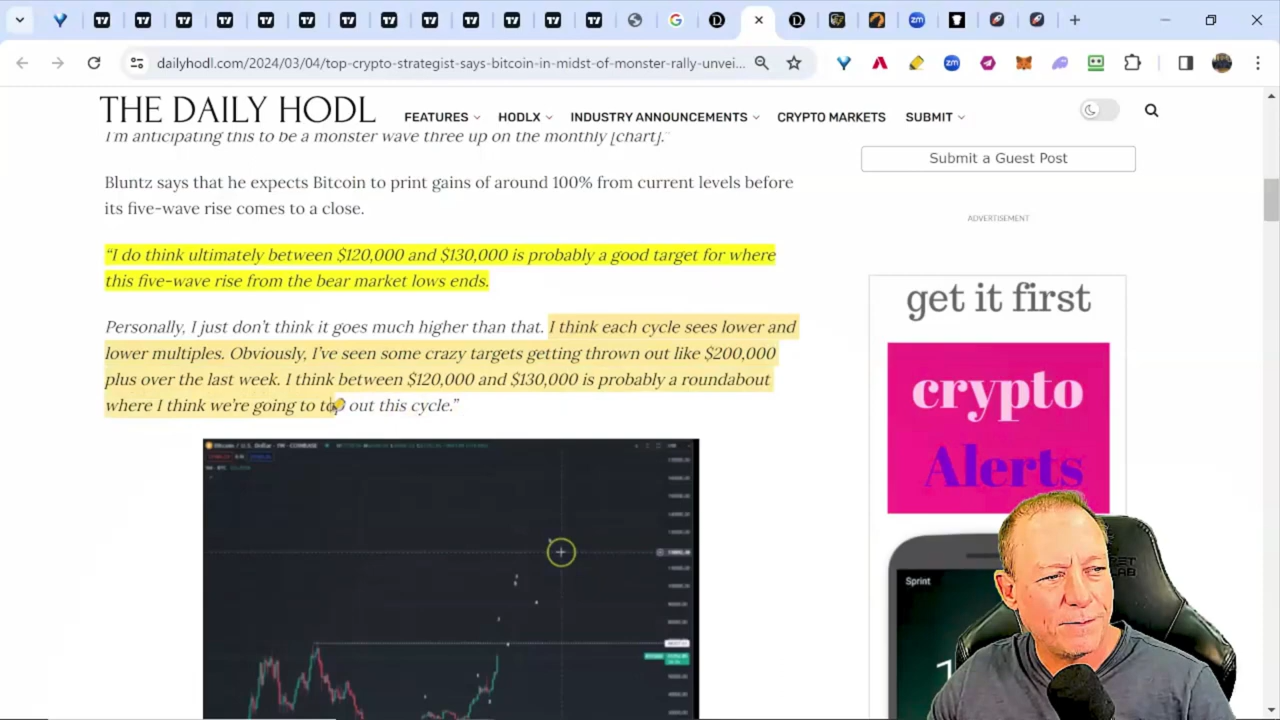 dailyhodl.com/2024/03/04/top-crypto-strategist-says-bitcoin-in-midst-of-monster-rally-unvei...
THE DAILY HODL
FEATURES
HODLX
INDUSTRY ANNOUNCEMENTS
CRYPTO MARKETS
SUBMIT
I'm anticipating this to be a monster wave three up on the monthly [chart].”
Bluntz says that he expects Bitcoin to print gains of around 100% from current levels before
its five-wave rise comes to a close.
“I do think ultimately between $120,000 and $130,000 is probably a good target for where
this five-wave rise from the bear market lows ends.
Personally, I just don’t think it goes much higher than that. I think each cycle sees lower and
lower multiples. Obviously, I’ve seen some crazy targets getting thrown out like $200,000
plus over the last week. I think between $120,000 and $130,000 is probably a roundabout
where I think we’re going to top out this cycle.”
Submit a Guest Post
ADVERTISEMENT
get it first
crypto
Alerts
Sprint